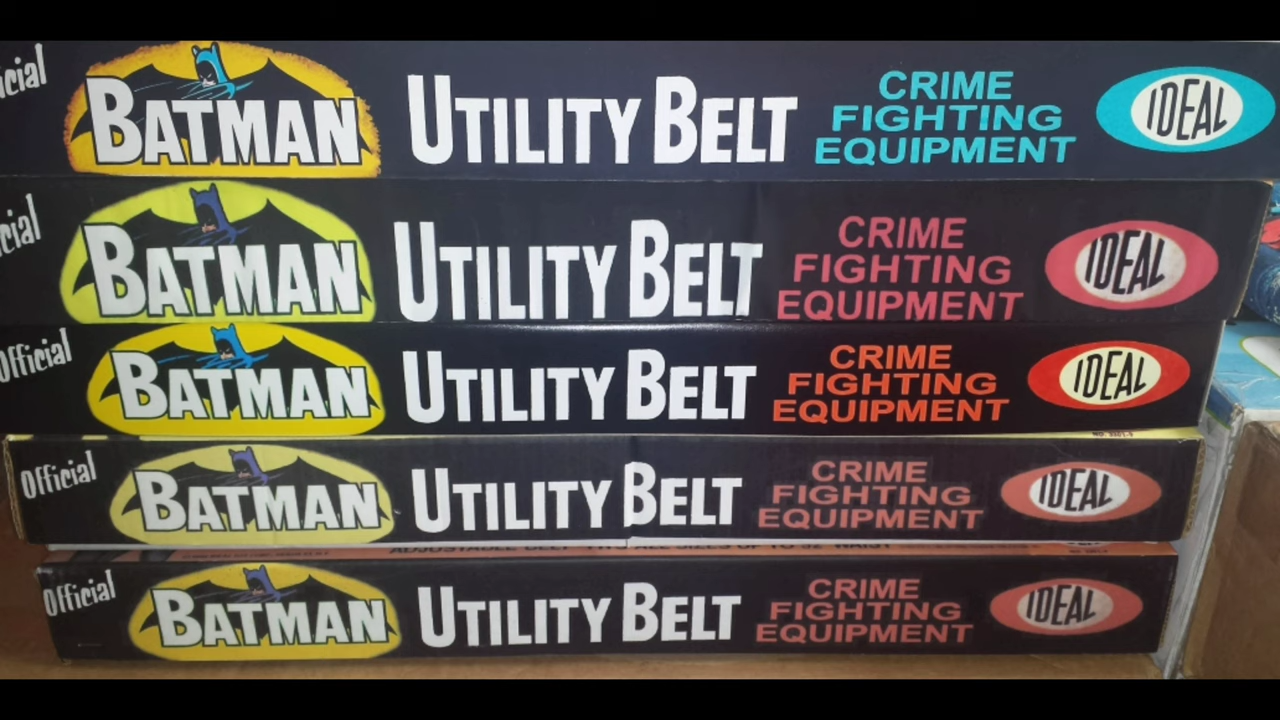 icial
BATMAN
UTILITY BELT
CRIME
FIGHTING
EQUIPMENT
IDEAL
cial
BATMAN
UTILITY BELT
CRIME
FIGHTING
EQUIPMENT
IDEAL
Official
BATMAN
UTILITY BELT
CRIME
FIGHTING
EQUIPMENT
IDEAL
Official
BATMAN
UTILITY BELT
CRIME
FIGHTING
EQUIPMENT
IDEAL
Official
BATMAN
UTILITY BELT
CRIME
FIGHTING
EQUIPMENT
IDEAL